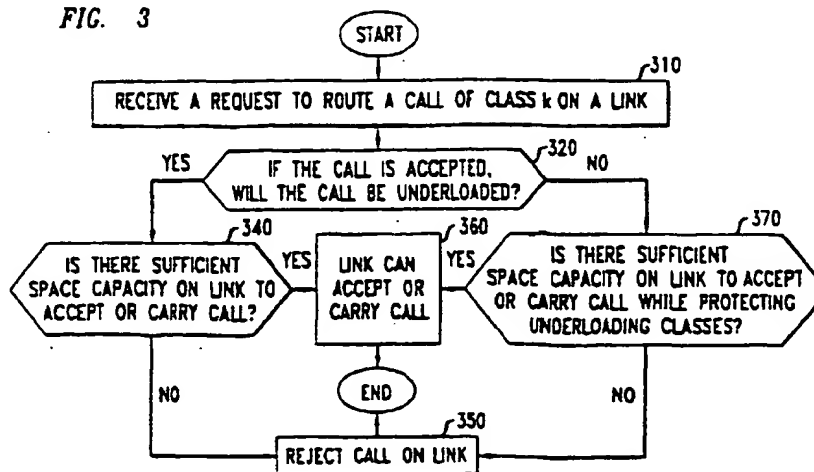 FIG. 3
START
310
RECEIVE A REQUEST TO ROUTE A CALL OF CLASS k ON A LINK
320
IF THE CALL IS ACCEPTED,
WILL THE CALL BE UNDERLOADED?
YES
NO
340
IS THERE SUFFICIENT
SPACE CAPACITY ON LINK TO
ACCEPT OR CARRY CALL?
YES
360
LINK CAN
ACCEPT OR
CARRY CALL
YES
370
IS THERE SUFFICIENT
SPACE CAPACITY ON LINK TO ACCEPT
OR CARRY CALL WHILE PROTECTING
UNDERLOADING CLASSES?
NO
END
NO
350
REJECT CALL ON LINK